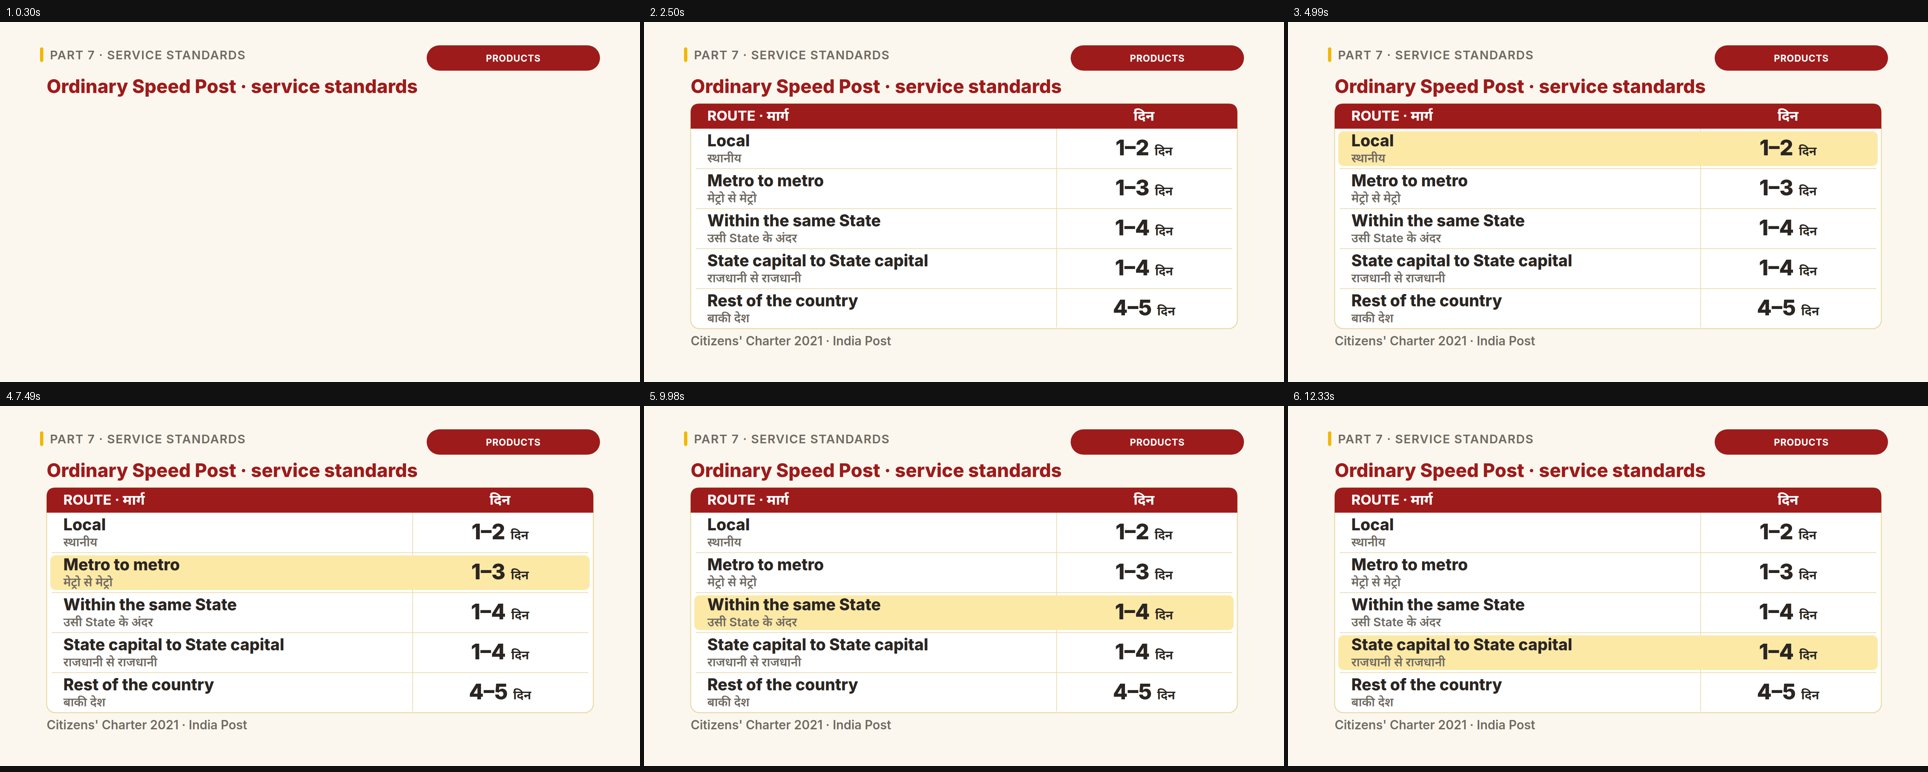 1. 0.30s
PART 7 · SERVICE STANDARDS
PRODUCTS
Ordinary Speed Post · service standards
2. 2.50s
PART 7 · SERVICE STANDARDS
PRODUCTS
Ordinary Speed Post · service standards
ROUTE · मार्ग दिन
Local
स्थानीय
1–2 दिन
Metro to metro
मेट्रो से मेट्रो
1–3 दिन
Within the same State
उसी State के अंदर
1–4 दिन
State capital to State capital
राजधानी से राजधानी
1–4 दिन
Rest of the country
बाकी देश
4–5 दिन
Citizens' Charter 2021 · India Post
3. 4.99s
PART 7 · SERVICE STANDARDS
PRODUCTS
Ordinary Speed Post · service standards
ROUTE · मार्ग दिन
Local
स्थानीय
1–2 दिन
Metro to metro
मेट्रो से मेट्रो
1–3 दिन
Within the same State
उसी State के अंदर
1–4 दिन
State capital to State capital
राजधानी से राजधानी
1–4 दिन
Rest of the country
बाकी देश
4–5 दिन
Citizens' Charter 2021 · India Post
4. 7.49s
PART 7 · SERVICE STANDARDS
PRODUCTS
Ordinary Speed Post · service standards
ROUTE · मार्ग दिन
Local
स्थानीय
1–2 दिन
Metro to metro
मेट्रो से मेट्रो
1–3 दिन
Within the same State
उसी State के अंदर
1–4 दिन
State capital to State capital
राजधानी से राजधानी
1–4 दिन
Rest of the country
बाकी देश
4–5 दिन
Citizens' Charter 2021 · India Post
5. 9.98s
PART 7 · SERVICE STANDARDS
PRODUCTS
Ordinary Speed Post · service standards
ROUTE · मार्ग दिन
Local
स्थानीय
1–2 दिन
Metro to metro
मेट्रो से मेट्रो
1–3 दिन
Within the same State
उसी State के अंदर
1–4 दिन
State capital to State capital
राजधानी से राजधानी
1–4 दिन
Rest of the country
बाकी देश
4–5 दिन
Citizens' Charter 2021 · India Post
6. 12.33s
PART 7 · SERVICE STANDARDS
PRODUCTS
Ordinary Speed Post · service standards
ROUTE · मार्ग दिन
Local
स्थानीय
1–2 दिन
Metro to metro
मेट्रो से मेट्रो
1–3 दिन
Within the same State
उसी State के अंदर
1–4 दिन
State capital to State capital
राजधानी से राजधानी
1–4 दिन
Rest of the country
बाकी देश
4–5 दिन
Citizens' Charter 2021 · India Post